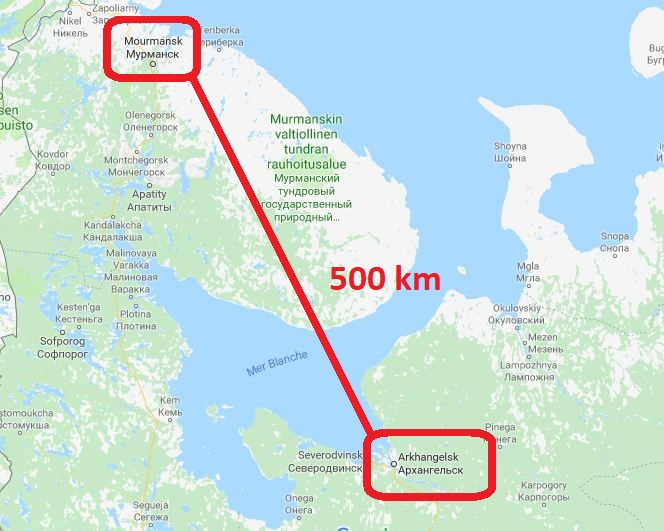 Zapoliarny
Заполярный
Nikel
Никель
Mourmansk
Мурманск
Teriberka
Териберка
Bug
Буг
Olenegorsk
Оленегорск
Murmanskin
valtiollinen
tundran
rauhoitusalue
Мурманский
тундровый
государственный
природный…
Shoyna
Шойна
Kovdor
Ковдор
Montchegorsk
Мончегорск
Apatity
Апатиты
Kandalakcha
Кандалакша
Snopa
Снопа
Malinovaya
Varakka
Малиновая
Варакка
Mgla
Мгла
500 km
Kesten'ga
Кестеньга
Plotina
Плотина
Okulovskiy
Окуловский
Sofporog
Софпорог
Mezen
Мезень
Mer Blanche
Lampozhnya
Лампожня
Kem
Кемь
Pinega
Severodvinsk
Северодвинск
Arkhangelsk
Архангельск
Karpogory
Карпогоры
Onega
Онега
Segueja
Сегежа